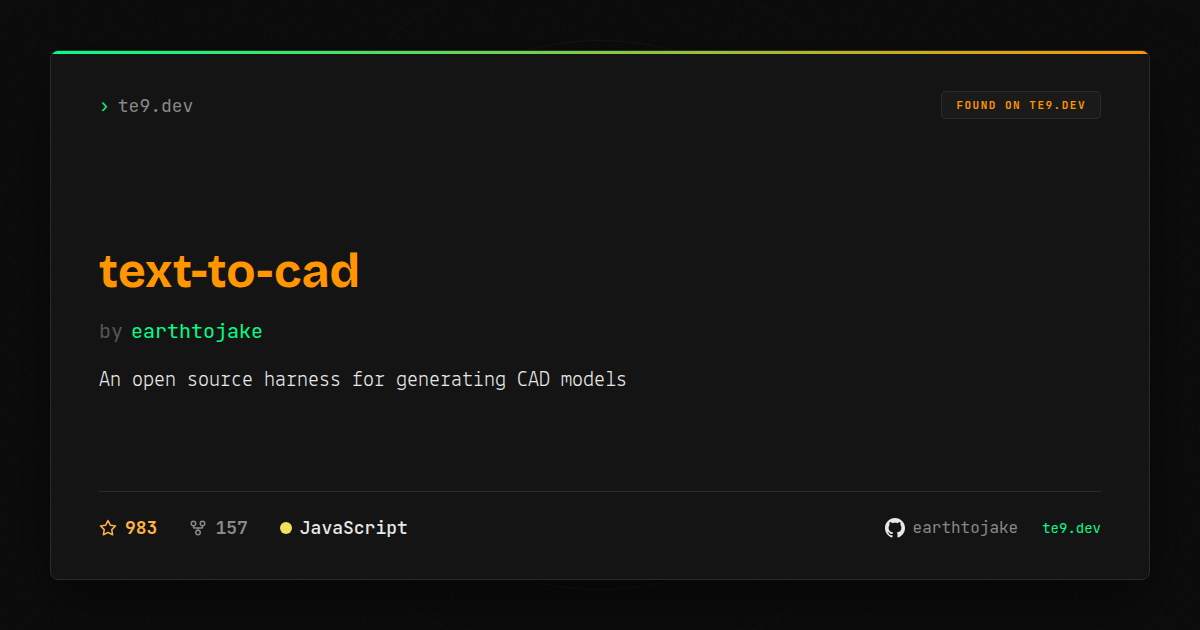 › te9.dev
FOUND ON TE9.DEV
text-to-cad
by earthtojake
An open source harness for generating CAD models
983 157 JavaScript
earthtojake te9.dev